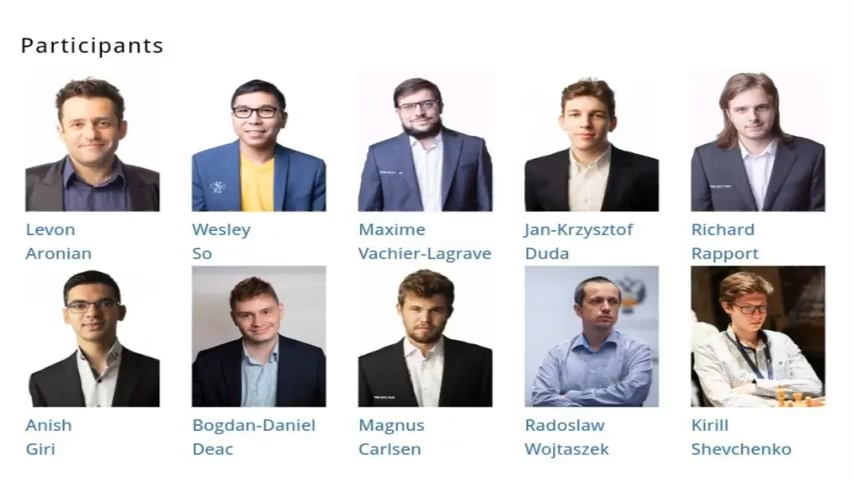 Participants
Levon
Aronian
Wesley
So
Maxime
Vachier-Lagrave
Jan-Krzysztof
Duda
Richard
Rapport
Anish
Giri
Bogdan-Daniel
Deac
Magnus
Carlsen
Radoslaw
Wojtaszek
Kirill
Shevchenko